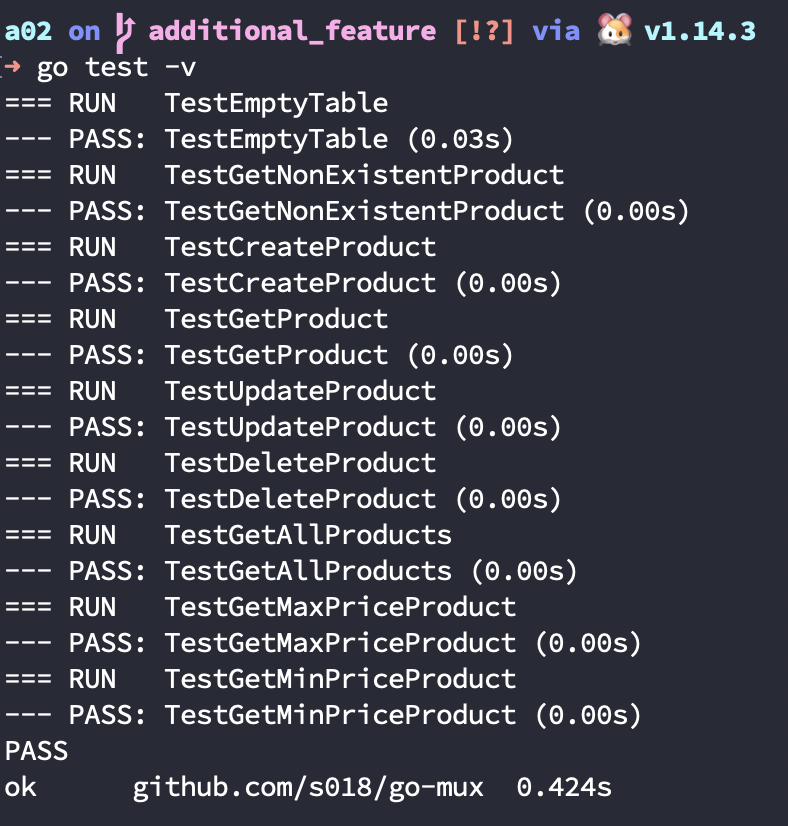 a02 on additional_feature [!?] via 🐹 v1.14.3
➜ go test -v
=== RUN   TestEmptyTable
--- PASS: TestEmptyTable (0.03s)
=== RUN   TestGetNonExistentProduct
--- PASS: TestGetNonExistentProduct (0.00s)
=== RUN   TestCreateProduct
--- PASS: TestCreateProduct (0.00s)
=== RUN   TestGetProduct
--- PASS: TestGetProduct (0.00s)
=== RUN   TestUpdateProduct
--- PASS: TestUpdateProduct (0.00s)
=== RUN   TestDeleteProduct
--- PASS: TestDeleteProduct (0.00s)
=== RUN   TestGetAllProducts
--- PASS: TestGetAllProducts (0.00s)
=== RUN   TestGetMaxPriceProduct
--- PASS: TestGetMaxPriceProduct (0.00s)
=== RUN   TestGetMinPriceProduct
--- PASS: TestGetMinPriceProduct (0.00s)
PASS
ok      github.com/s018/go-mux  0.424s